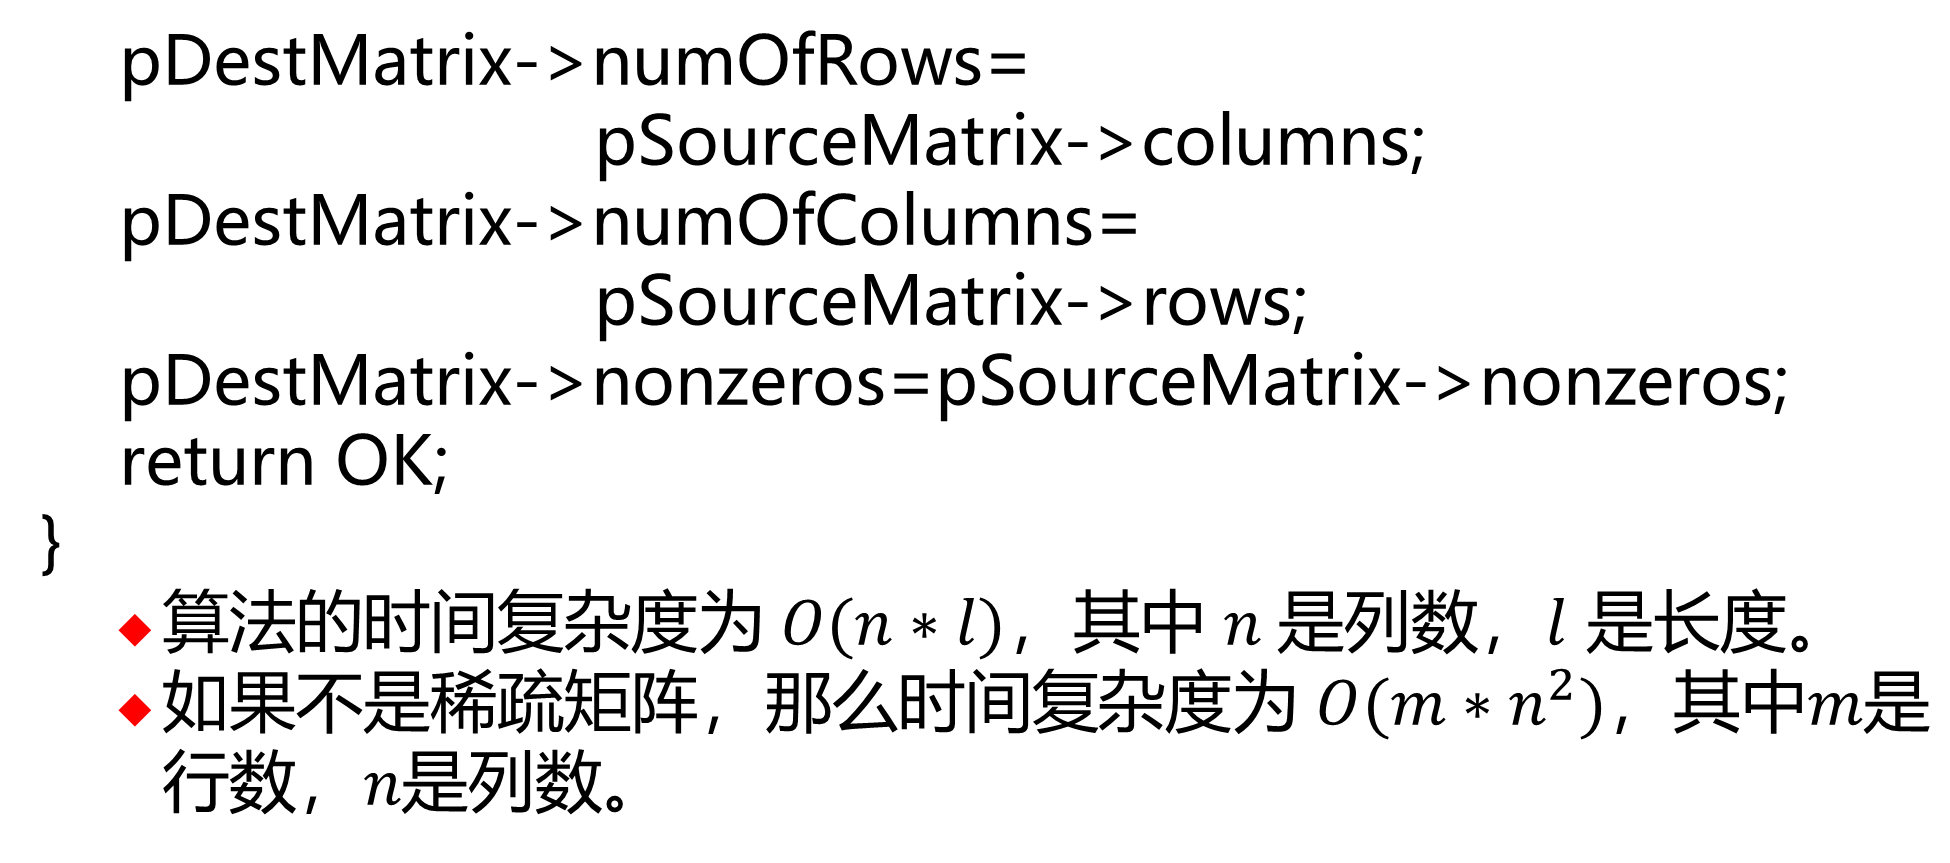 pDestMatrix->numOfRows=
pSourceMatrix->columns;
pDestMatrix->numOfColumns=
pSourceMatrix->rows;
pDestMatrix->nonzeros=pSourceMatrix->nonzeros;
return OK;
}
◆算法的时间复杂度为 O(n ∗ l)，其中 n 是列数，l 是长度。
◆如果不是稀疏矩阵，那么时间复杂度为 O(m ∗ n²)，其中m是
行数，n是列数。